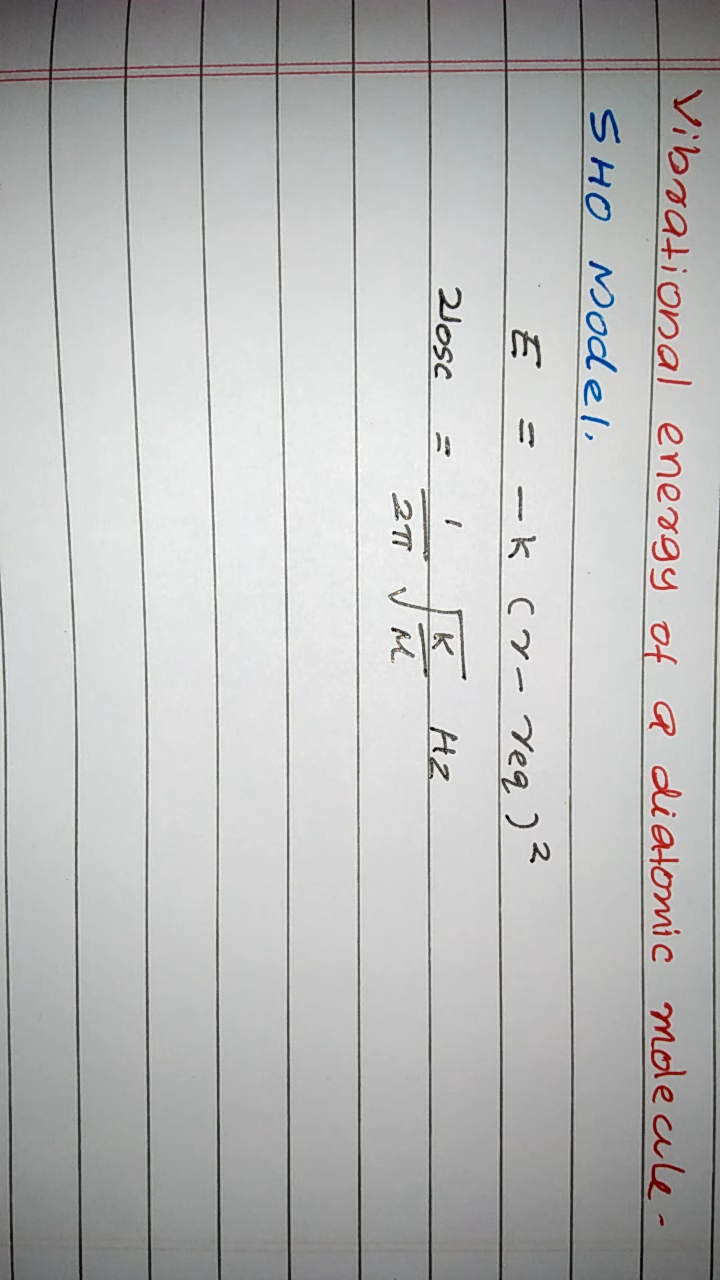 Vibrational energy of a diatomic molecule -
SHO Model.
E = -K (r - req)²
νosc = 1/2π √K/μ Hz